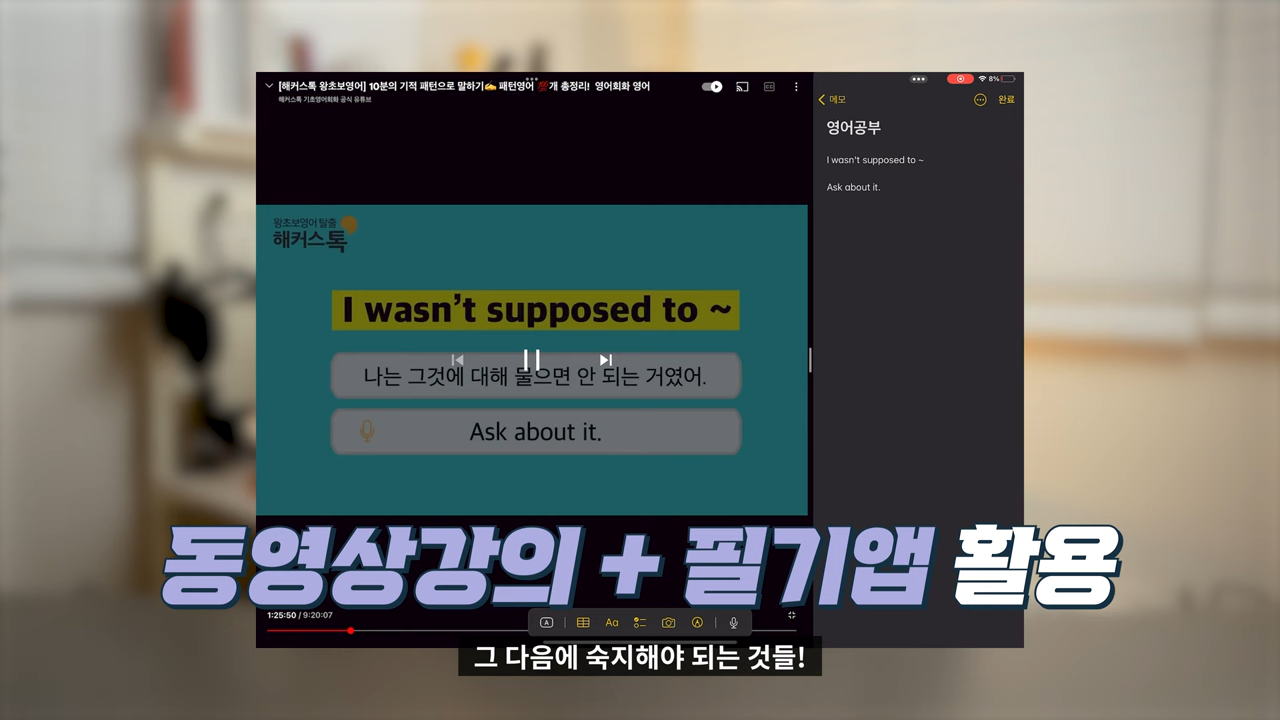 [해커스톡 왕초보영어] 10분의 기적 패턴으로 말하기✍ 패턴영어 💯개 총정리! 영어회화 영어
해커스톡 기초영어회화 공식 유튜브
CC
8%
메모
완료
영어공부
I wasn't supposed to ~
Ask about it.
왕초보영어 탈출
해커스톡
I wasn't supposed to ~
나는 그것에 대해 물으면 안 되는 거였어.
Ask about it.
동영상강의 + 필기앱 활용
1:25:50 / 9:20:07
A
Aa
그 다음에 숙지해야 되는 것들!